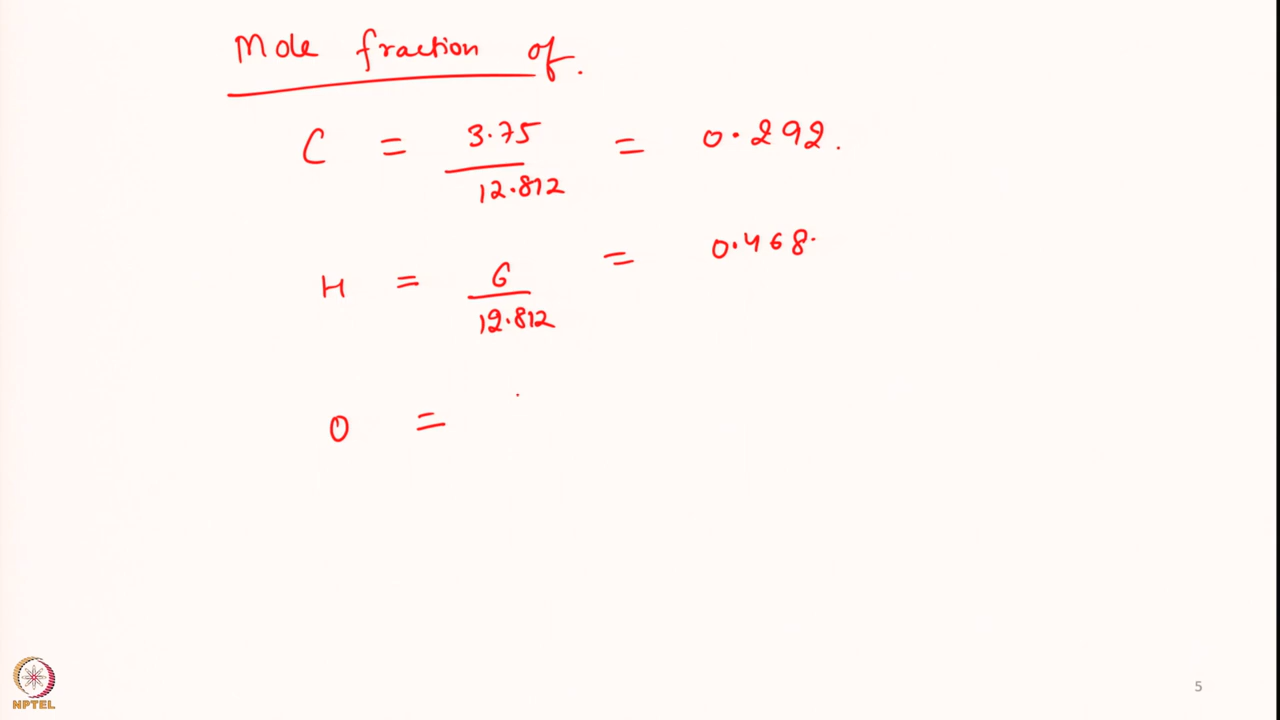 Mole fraction of.
C = 3.75 / 12.812 = 0.292.
H = 6 / 12.812 = 0.468.
O =
NPTEL
5